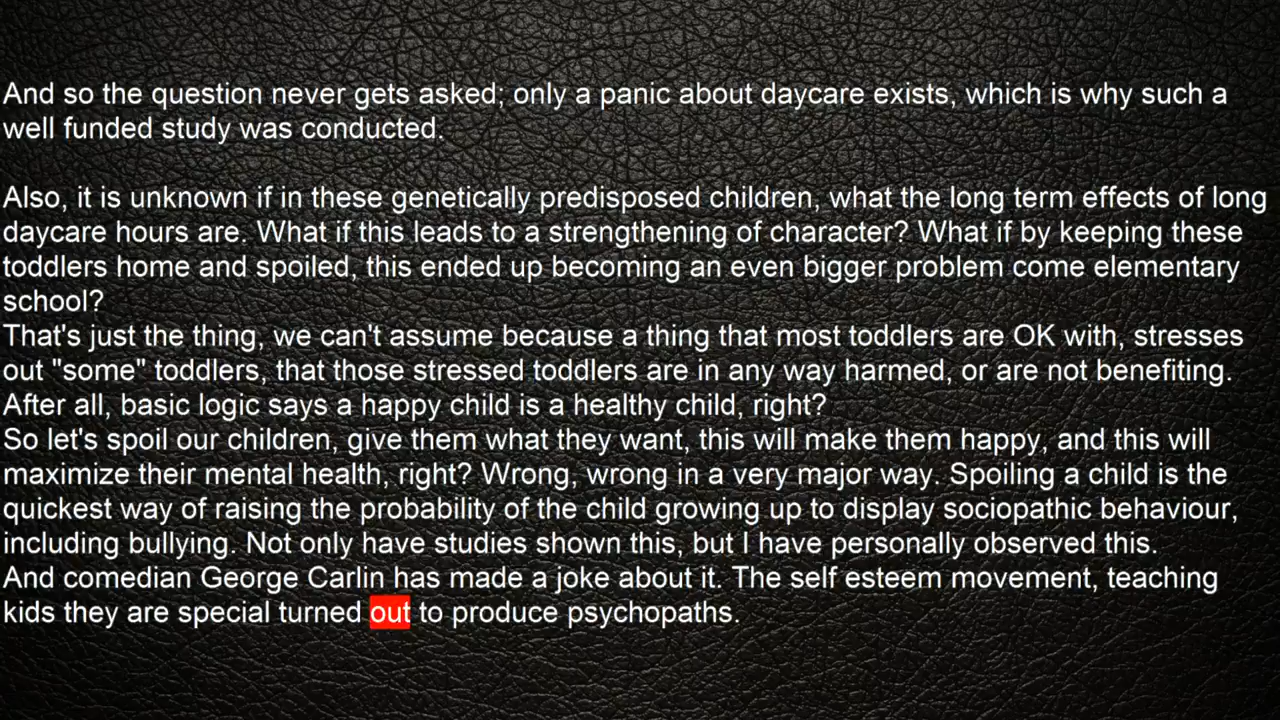 And so the question never gets asked; only a panic about daycare exists, which is why such a
well funded study was conducted.
Also, it is unknown if in these genetically predisposed children, what the long term effects of long
daycare hours are. What if this leads to a strengthening of character? What if by keeping these
toddlers home and spoiled, this ended up becoming an even bigger problem come elementary
school?
That's just the thing, we can't assume because a thing that most toddlers are OK with, stresses
out "some" toddlers, that those stressed toddlers are in any way harmed, or are not benefiting.
After all, basic logic says a happy child is a healthy child, right?
So let's spoil our children, give them what they want, this will make them happy, and this will
maximize their mental health, right? Wrong, wrong in a very major way. Spoiling a child is the
quickest way of raising the probability of the child growing up to display sociopathic behaviour,
including bullying. Not only have studies shown this, but I have personally observed this.
And comedian George Carlin has made a joke about it. The self esteem movement, teaching
kids they are special turned out to produce psychopaths.